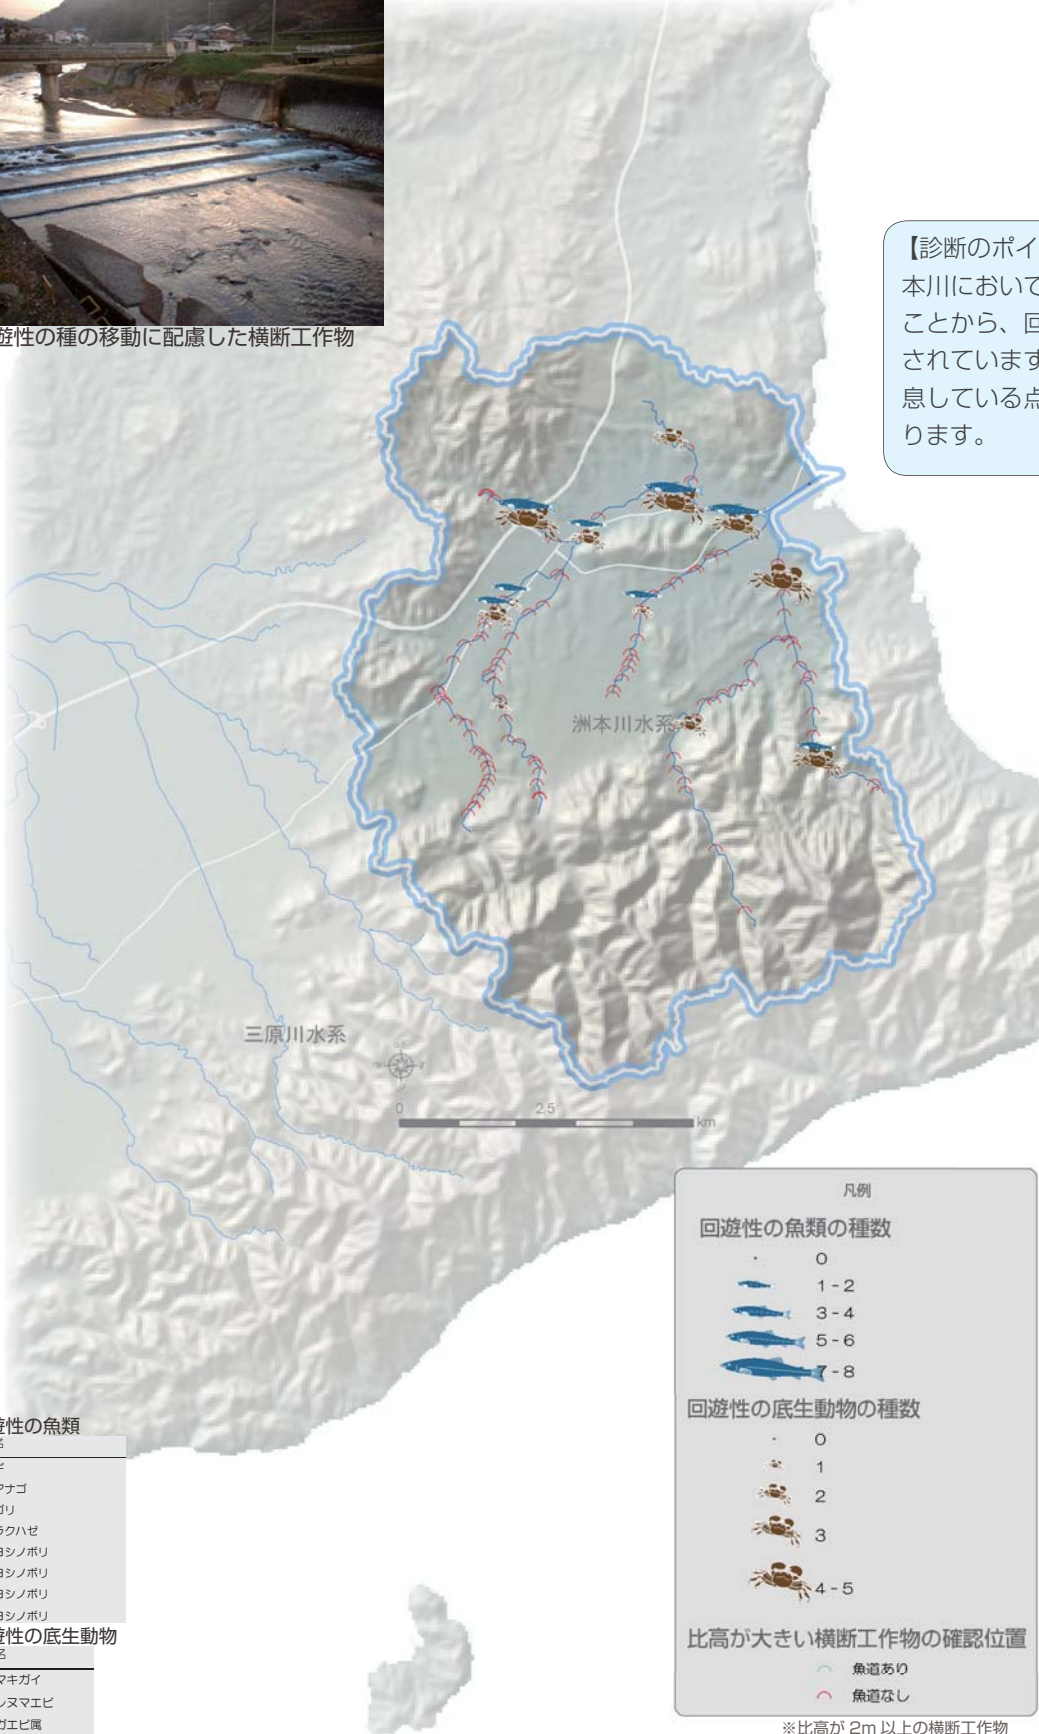 遊性の種の移動に配慮した横断工作物
【診断のポイ
本川において
ことから、回
されています
息している点
ります。
洲本川水系
三原川水系
0 2.5 km
凡例
回遊性の魚類の種数
0
1 - 2
3 - 4
5 - 6
7 - 8
回遊性の底生動物の種数
0
1
2
3
4 - 5
比高が大きい横断工作物の確認位置
魚道あり
魚道なし
※比高が 2m 以上の横断工作物
遊性の魚類
名
アナゴ
ゴリ
ラクハゼ
ヨシノボリ
ヨシノボリ
ヨシノボリ
ヨシノボリ
遊性の底生動物
名
マキガイ
ヌマエビ
ガエビ属